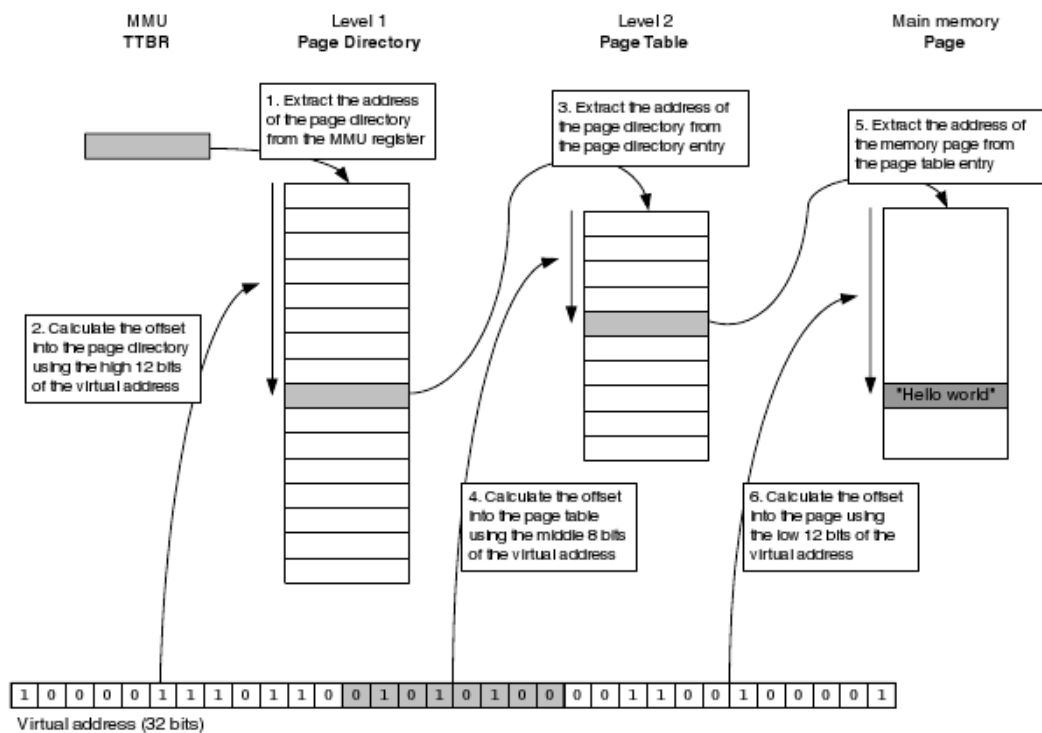 MMU
TTBR
Level 1
Page Directory
Level 2
Page Table
Main memory
Page
1. Extract the address
of the page directory
from the MMU register
3. Extract the address of
the page directory from
the page directory entry
5. Extract the address of
the memory page from
the page table entry
2. Calculate the offset
into the page directory
using the high 12 bits
of the virtual address
"Hello world"
4. Calculate the offset
into the page table
using the middle 8 bits
of the virtual address
6. Calculate the offset
into the page using
the low 12 bits of the
virtual address
1 0 0 0 0 1 1 1 0 1 1 0 0 1 0 1 0 1 0 0 0 0 1 1 0 0 1 0 0 0 0 1
Virtual address (32 bits)